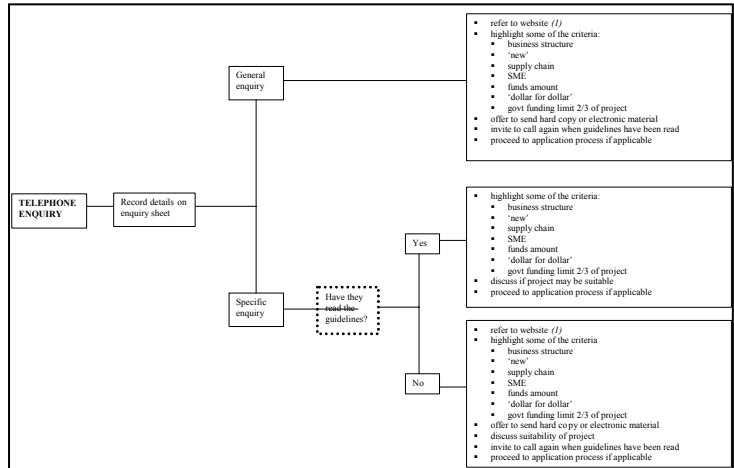 ▪ refer to website (1)
▪ highlight some of the criteria:
▪ business structure
▪ 'new'
▪ supply chain
▪ SME
▪ funds amount
▪ 'dollar for dollar'
▪ govt funding limit 2/3 of project
▪ offer to send hard copy or electronic material
▪ invite to call again when guidelines have been read
▪ proceed to application process if applicable
General
enquiry
TELEPHONE
ENQUIRY
Record details on
enquiry sheet
▪ highlight some of the criteria:
▪ business structure
▪ 'new'
▪ supply chain
▪ SME
▪ funds amount
▪ 'dollar for dollar'
▪ govt funding limit 2/3 of project
▪ discuss if project may be suitable
▪ proceed to application process if applicable
Yes
Specific
enquiry
Have they
read the
guidelines?
No
▪ refer to website (1)
▪ highlight some of the criteria
▪ business structure
▪ 'new'
▪ supply chain
▪ SME
▪ funds amount
▪ 'dollar for dollar'
▪ govt funding limit 2/3 of project
▪ offer to send hard copy or electronic material
▪ discuss suitability of project
▪ invite to call again when guidelines have been read
▪ proceed to application process if applicable